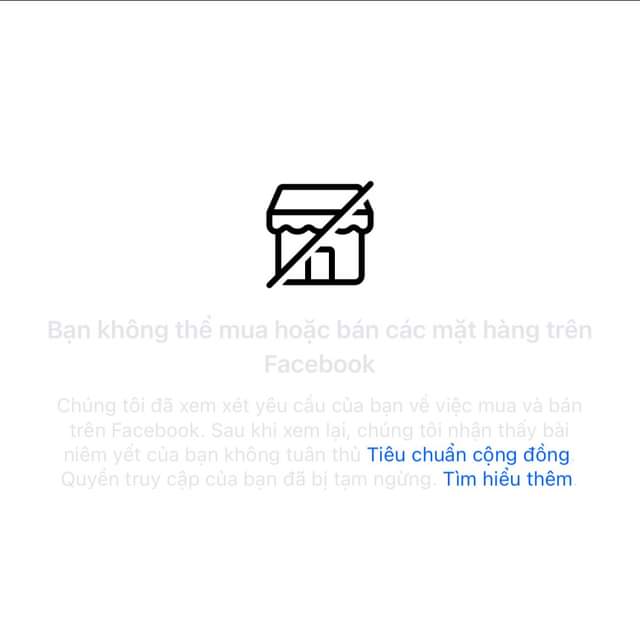 Bạn không thể mua hoặc bán các mặt hàng trên
Facebook
Chúng tôi đã xem xét yêu cầu của bạn về việc mua và bán
trên Facebook. Sau khi xem lại, chúng tôi nhận thấy bài
niêm yết của bạn không tuân thủ Tiêu chuẩn cộng đồng.
Quyền truy cập của bạn đã bị tạm ngừng. Tìm hiểu thêm.